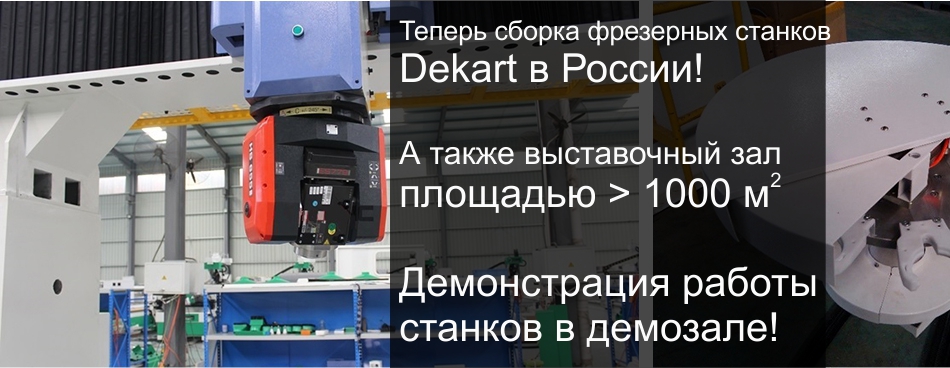 Теперь сборка фрезерных станков
Dekart в России!
А также выставочный зал
площадью > 1000 м²
Демонстрация работы
станков в демозале!